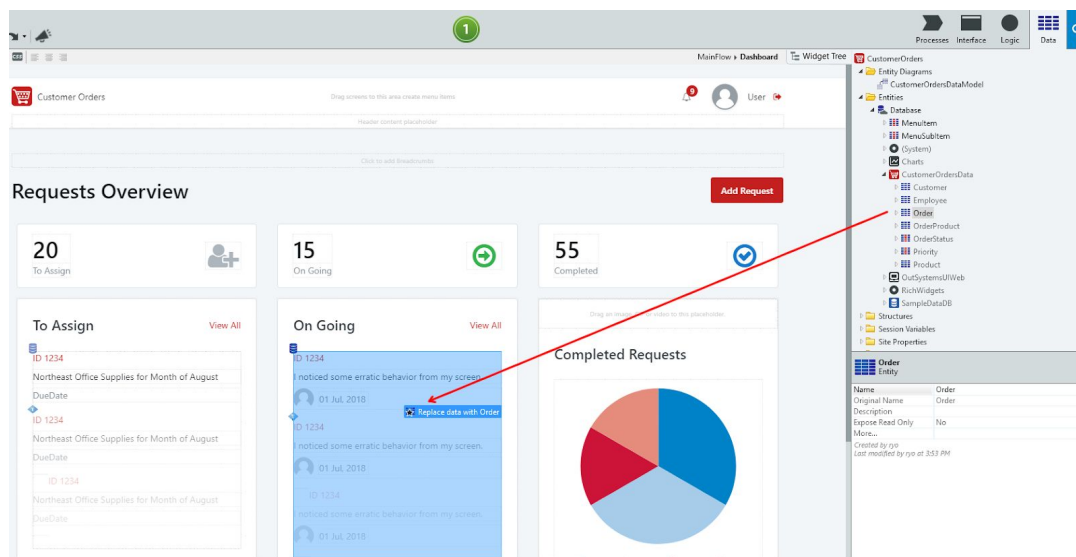 1
Processes Interface Logic Data
MainFlow ▸ Dashboard
Widget Tree
Customer Orders
Drag screens to this area create menu items
9
User
Header content placeholder
Click to add Breadcrumbs
Requests Overview
Add Request
20
To Assign
15
On Going
55
Completed
To Assign
View All
ID 1234
Northeast Office Supplies for Month of August
DueDate
ID 1234
Northeast Office Supplies for Month of August
DueDate
ID 1234
Northeast Office Supplies for Month of August
DueDate
On Going
View All
ID 1234
I noticed some erratic behavior from my screen.
01 Jul, 2018
Replace data with Order
ID 1234
I noticed some erratic behavior from my screen.
01 Jul, 2018
ID 1234
I noticed some erratic behavior from my screen.
01 Jul, 2018
Completed Requests
CustomerOrders
Entity Diagrams
CustomerOrdersDataModel
Entities
Database
MenuItem
MenuSubItem
(System)
Charts
CustomerOrdersData
Customer
Employee
Order
OrderProduct
OrderStatus
Priority
Product
OutSystemsUIWeb
RichWidgets
SampleDataDB
Structures
Session Variables
Site Properties
Order
Entity
Name Order
Original Name Order
Description
Expose Read Only No
More...
Created by ryo
Last modified by ryo at 3:53 PM